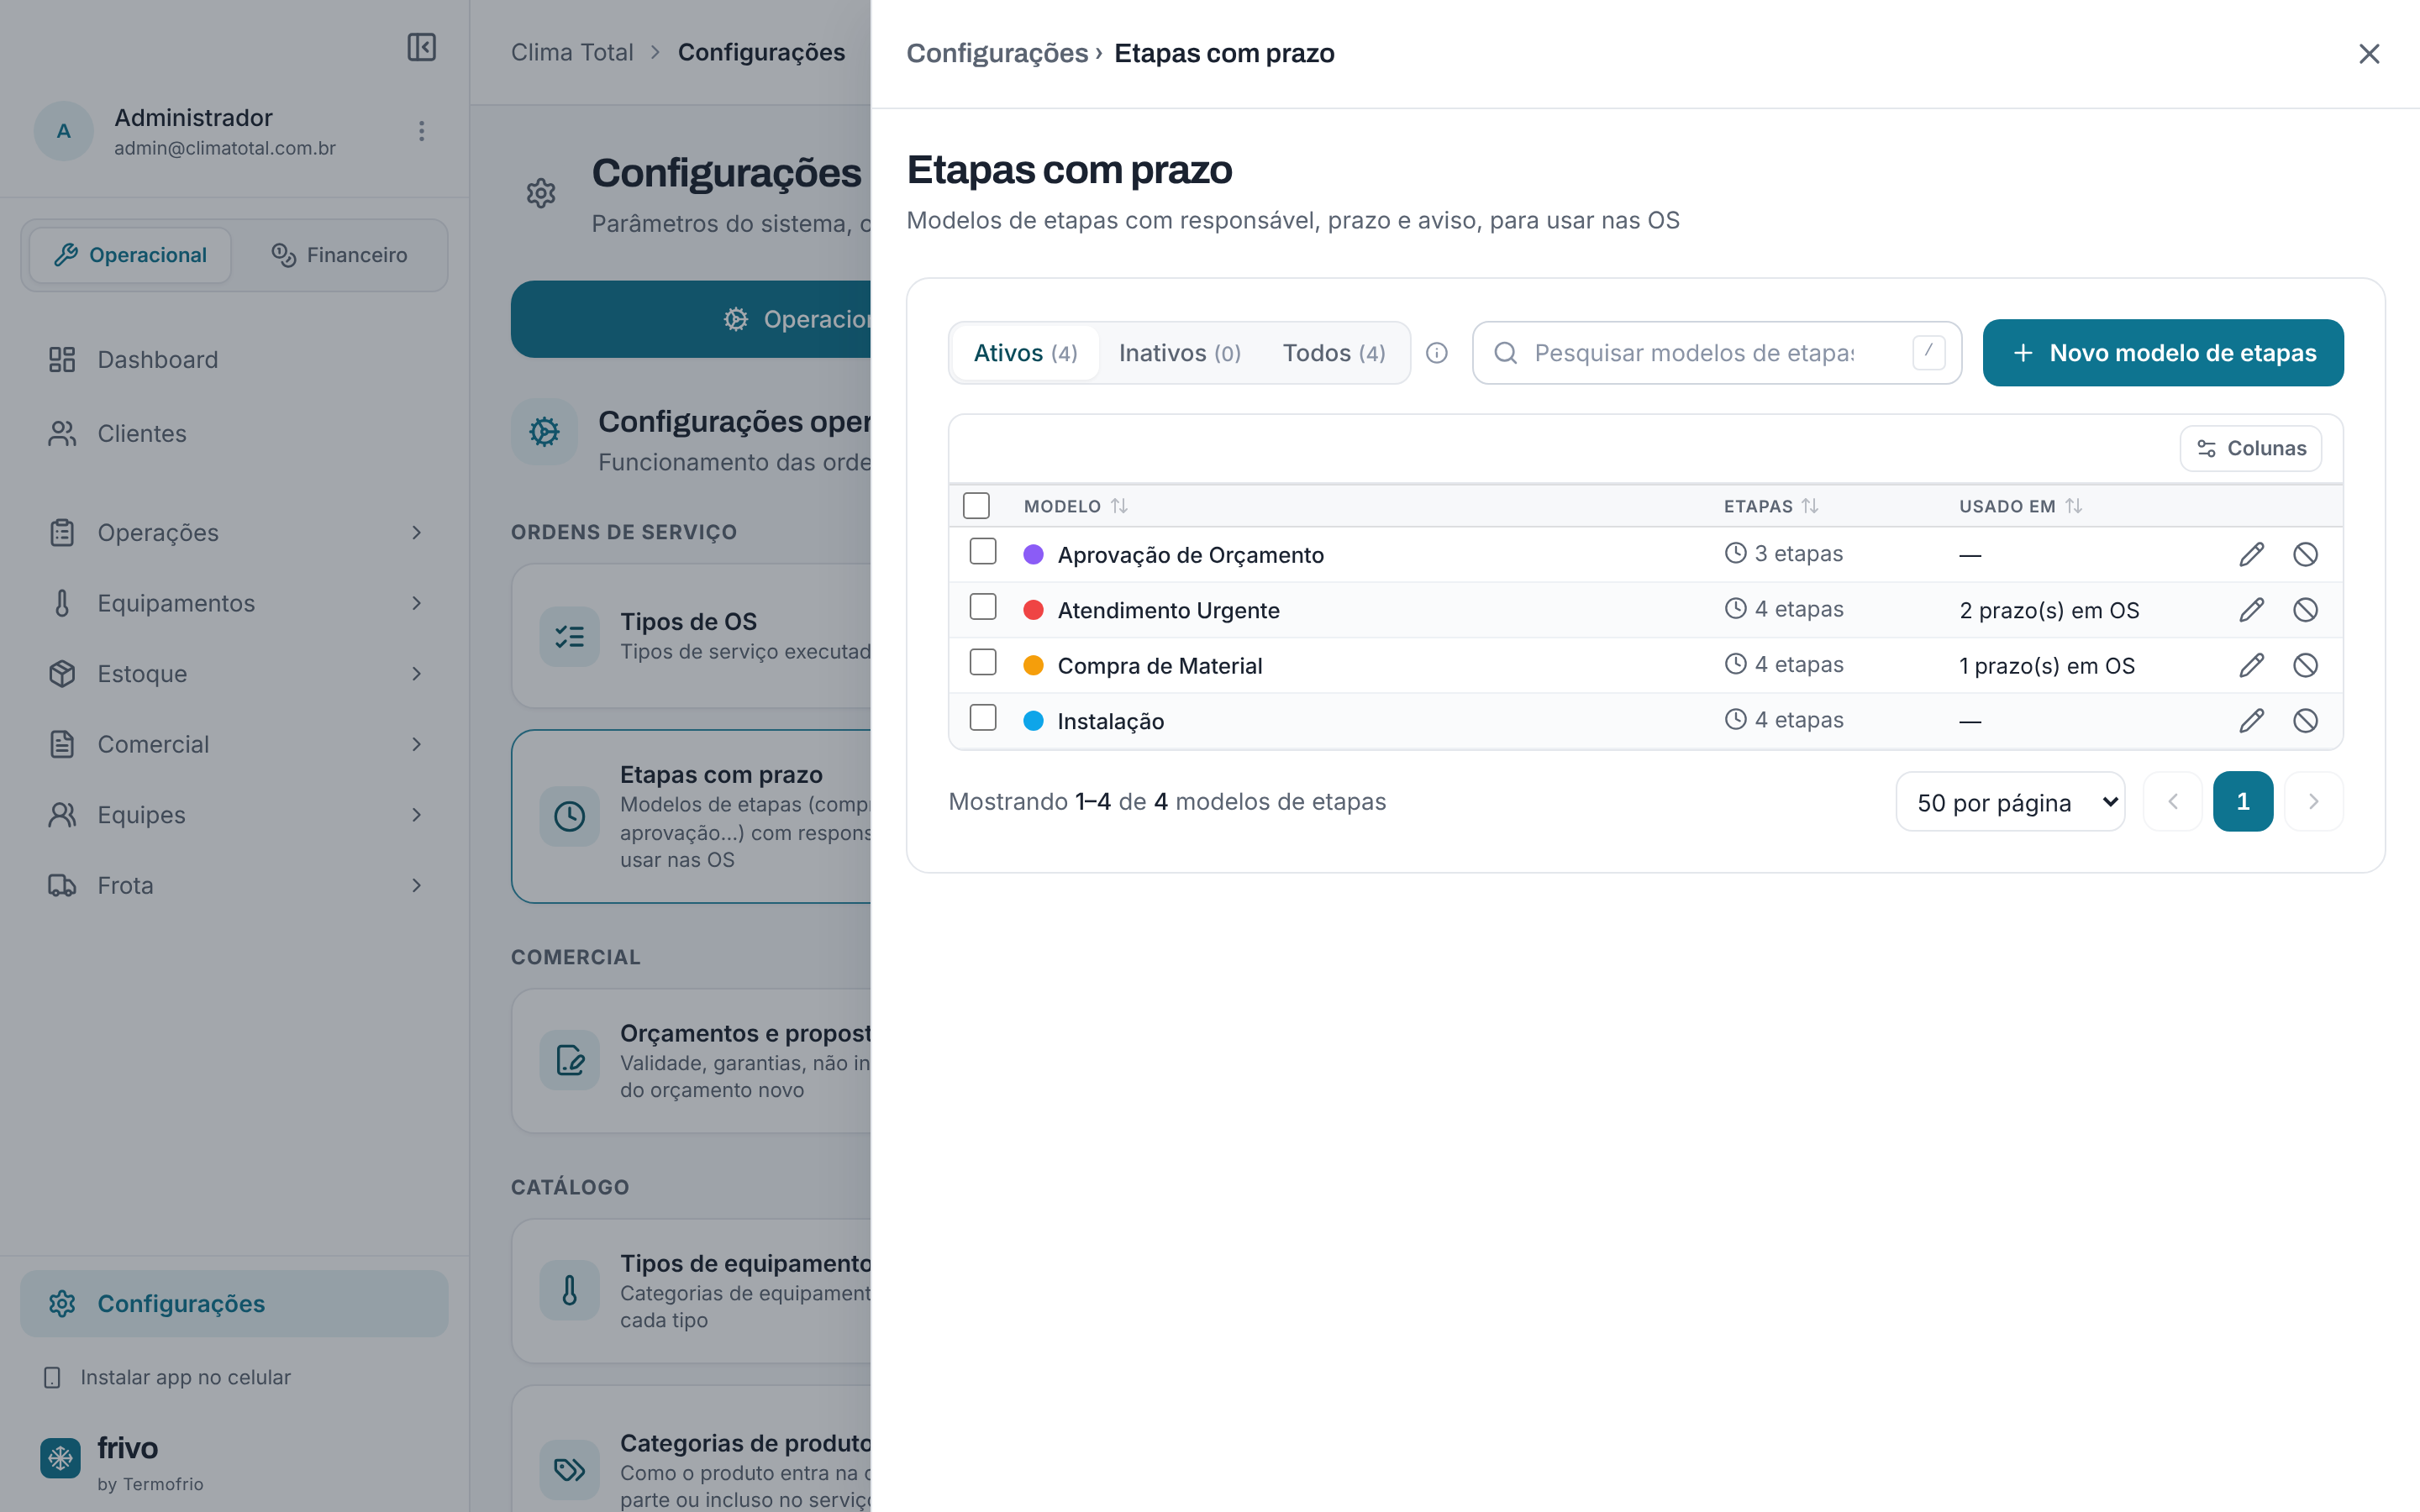 A
Administrador
admin@climatotal.com.br
Operacional
Financeiro
Dashboard
Clientes
Operações
Equipamentos
Estoque
Comercial
Equipes
Frota
Configurações
Instalar app no celular
frivo
by Termofrio
Clima Total > Configurações
Configurações
Parâmetros do sistema, c
Operacion
Configurações oper
Funcionamento das orde
ORDENS DE SERVIÇO
Tipos de OS
Tipos de serviço executad
Etapas com prazo
Modelos de etapas (comp
aprovação...) com respons
usar nas OS
COMERCIAL
Orçamentos e propost
Validade, garantias, não in
do orçamento novo
CATÁLOGO
Tipos de equipamento
Categorias de equipament
cada tipo
Categorias de produto
Como o produto entra na
parte ou incluso no serviço
Configurações › Etapas com prazo
Etapas com prazo
Modelos de etapas com responsável, prazo e aviso, para usar nas OS
Ativos (4) Inativos (0) Todos (4)
Pesquisar modelos de etapas /
+ Novo modelo de etapas
Colunas
MODELO ETAPAS USADO EM
Aprovação de Orçamento 3 etapas —
Atendimento Urgente 4 etapas 2 prazo(s) em OS
Compra de Material 4 etapas 1 prazo(s) em OS
Instalação 4 etapas —
Mostrando 1–4 de 4 modelos de etapas
50 por página
1